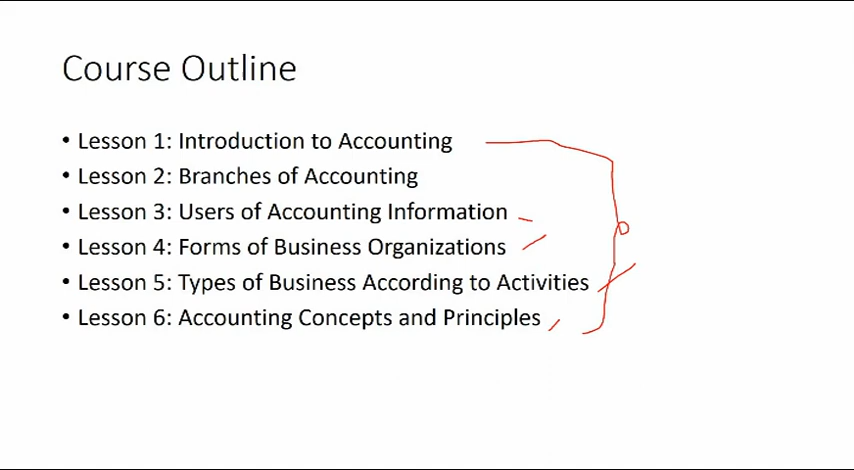 Course Outline
• Lesson 1: Introduction to Accounting
• Lesson 2: Branches of Accounting
• Lesson 3: Users of Accounting Information
• Lesson 4: Forms of Business Organizations
• Lesson 5: Types of Business According to Activities
• Lesson 6: Accounting Concepts and Principles